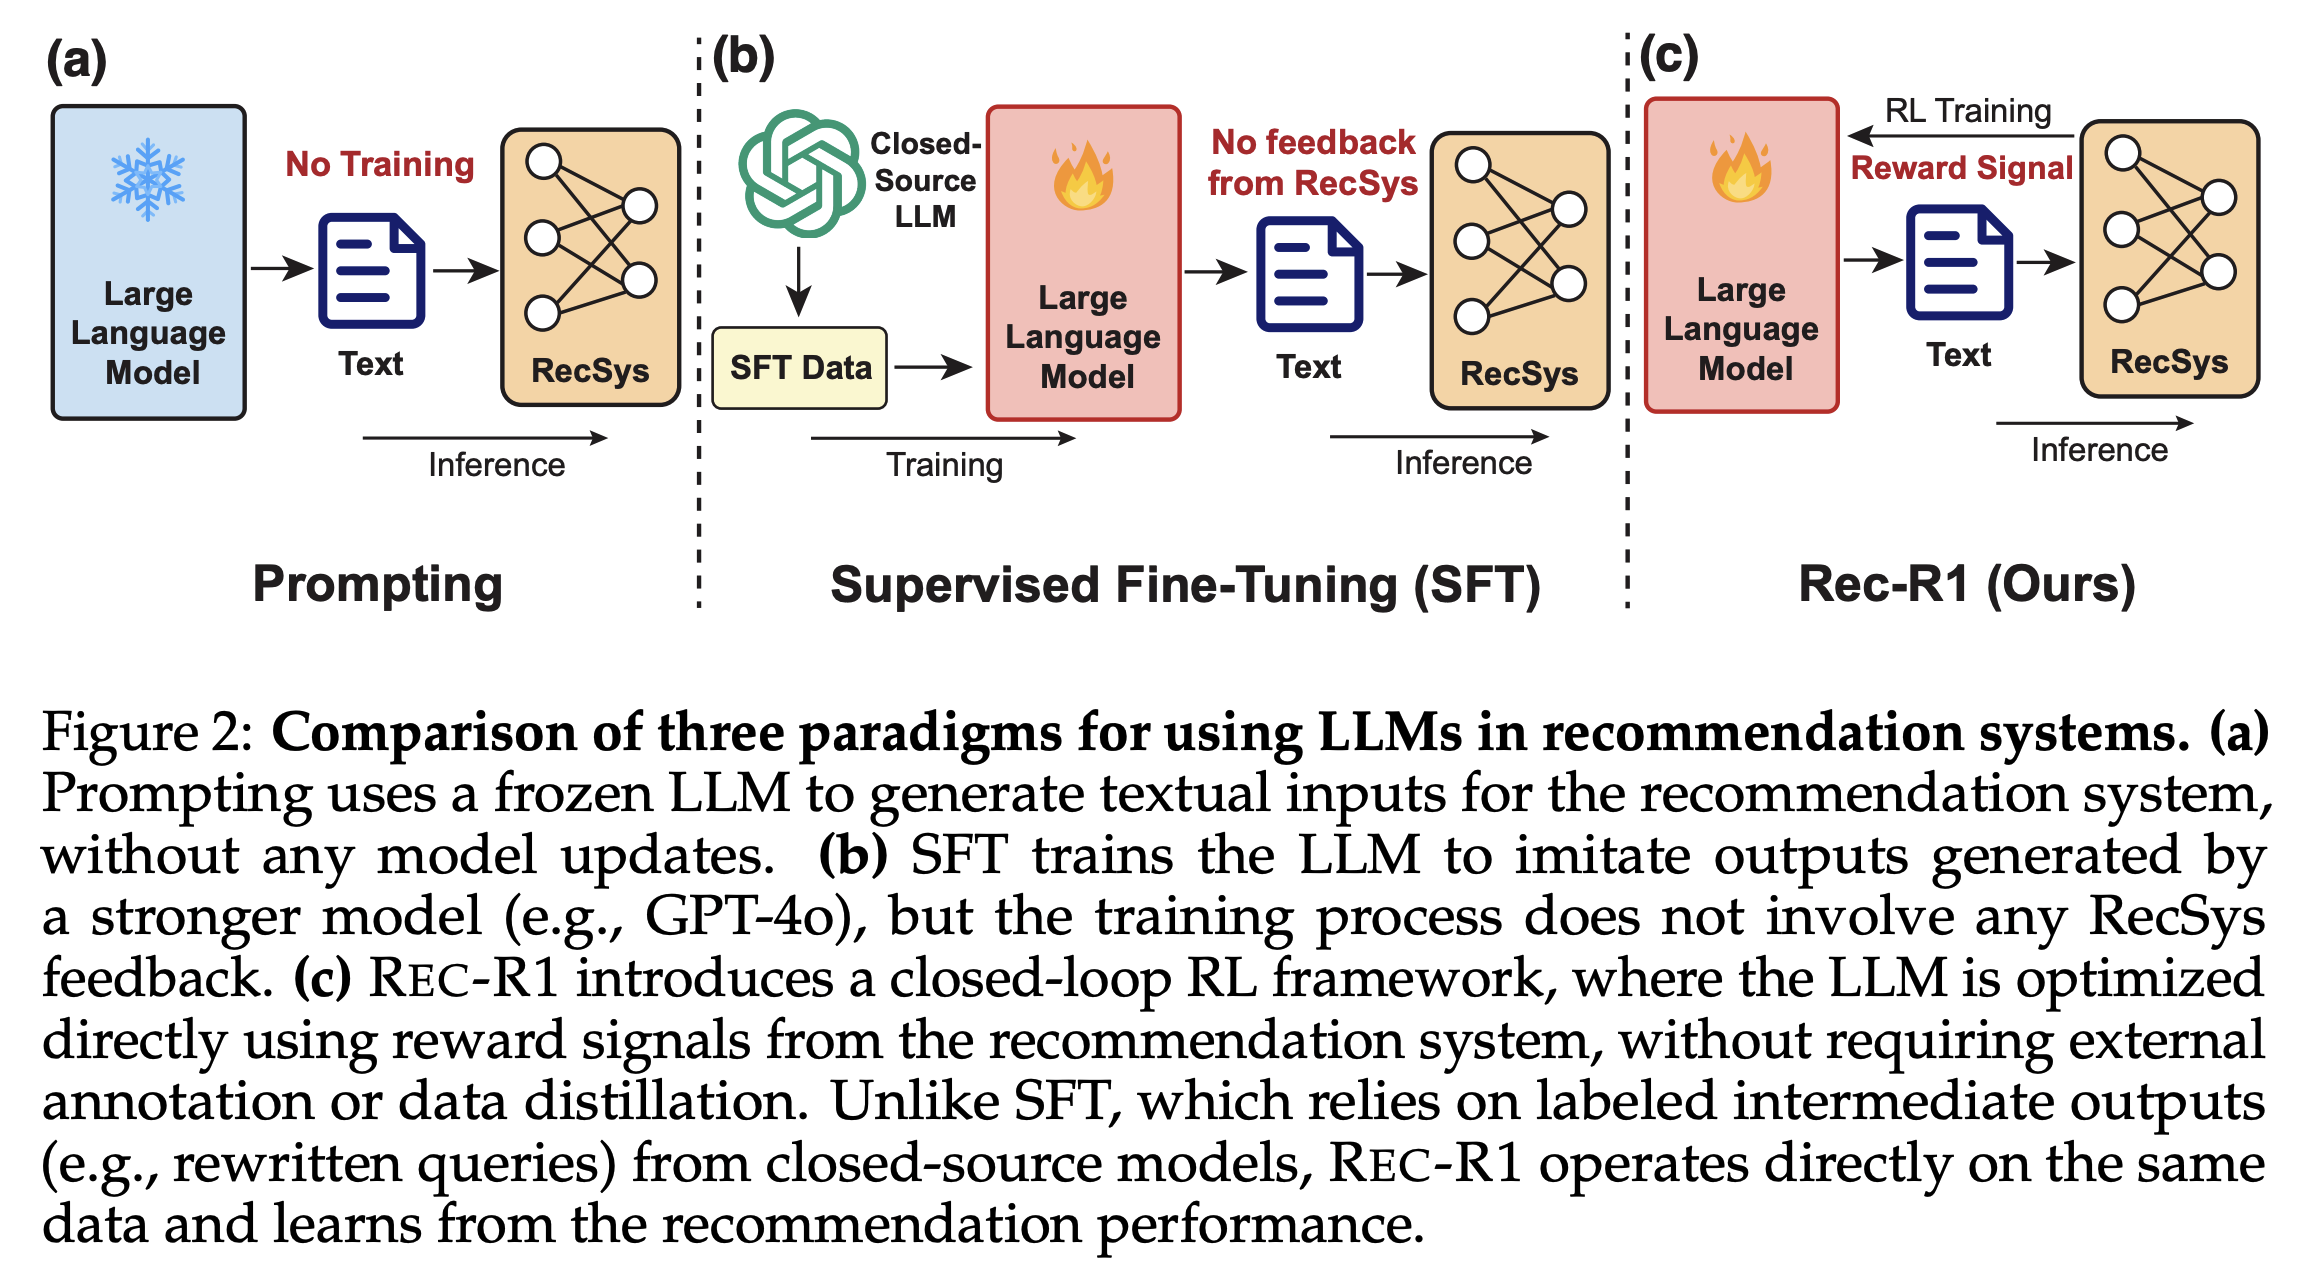 (a)
Large
Language
Model
No Training
Text
RecSys
Inference
Prompting
(b)
Closed-
Source
LLM
SFT Data
Large
Language
Model
Training
No feedback
from RecSys
Text
RecSys
Inference
Supervised Fine-Tuning (SFT)
(c)
Large
Language
Model
RL Training
Reward Signal
Text
RecSys
Inference
Rec-R1 (Ours)
Figure 2: Comparison of three paradigms for using LLMs in recommendation systems. (a)
Prompting uses a frozen LLM to generate textual inputs for the recommendation system,
without any model updates. (b) SFT trains the LLM to imitate outputs generated by
a stronger model (e.g., GPT-4o), but the training process does not involve any RecSys
feedback. (c) REC-R1 introduces a closed-loop RL framework, where the LLM is optimized
directly using reward signals from the recommendation system, without requiring external
annotation or data distillation. Unlike SFT, which relies on labeled intermediate outputs
(e.g., rewritten queries) from closed-source models, REC-R1 operates directly on the same
data and learns from the recommendation performance.